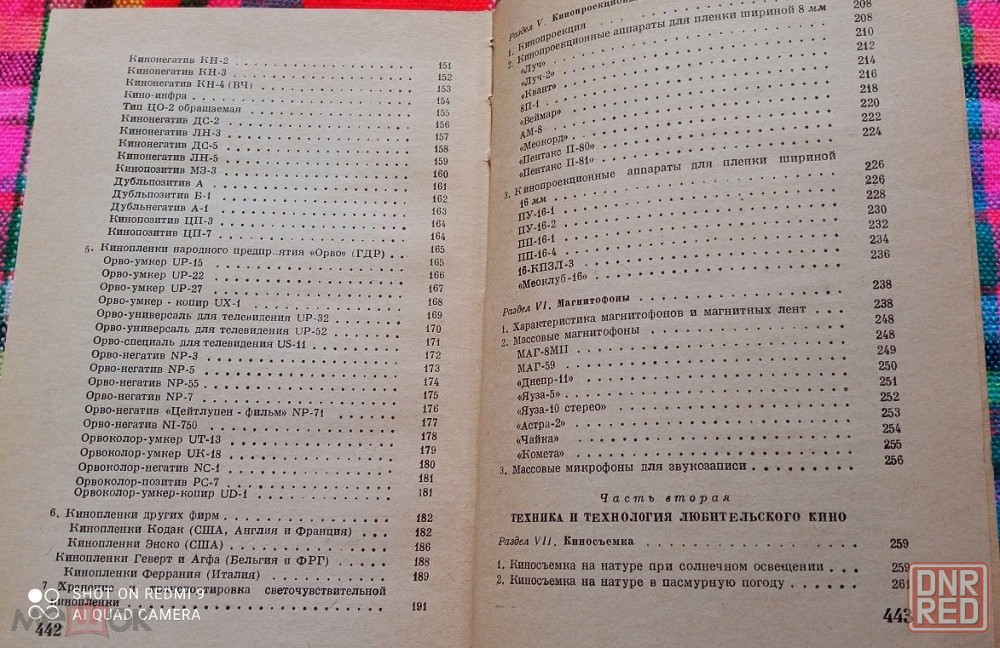 Кинонегатив КН-2 151
Кинонегатив КН-3 152
Кинонегатив КН-4 (ВЧ) 153
Кино-инфра 154
Тип ЦО-2 обращаемая 155
Кинонегатив ДС-2 156
Кинонегатив ЛН-3 157
Кинонегатив ДС-5 158
Кинонегатив ЛН-5 159
Кинопозитив МЗ-3 160
Дубльпозитив А 161
Дубльпозитив Б-1 162
Дубльнегатив А-1 163
Кинопозитив ЦП-3 164
Кинопозитив ЦП-7 164
5. Кинопленки народного предпр..ятия «Орво» (ГДР) 165
Орво-умкер UP-15 165
Орво-умкер UP-22 166
Орво-умкер UP-27 167
Орво-умкер - копир UX-1 168
Орво-универсаль для телевидения UP-32 169
Орво-универсаль для телевидения UP-52 170
Орво-специаль для телевидения US-11 171
Орво-негатив NP-3 172
Орво-негатив NP-5 173
Орво-негатив NP-55 174
Орво-негатив NP-7 175
Орво-негатив «Цейтлупен - фильм» NP-71 176
Орво-негатив NI-750 177
Орвоколор-умкер UT-13 178
Орвоколор-умкер UK-18 179
Орвоколор-негатив NC-1 180
Орвоколор-позитив PC-7 181
Орвоколор-умкер-копир UD-1 181
6. Кинопленки других фирм 182
Кинопленки Кодак (США, Англия и Франция) 182
Кинопленки Энско (США) 186
Кинопленки Геверт и Агфа (Бельгия и ФРГ) 188
Кинопленки Феррания (Италия) 189
7. Хранение и транспортировка светочувствительной
кинопленки 191
442
SHOT ON REDMI 9
AI QUAD CAMERA
Раздел V. Кинопроекционн
1. Кинопроекция 208
2. Кинопроекционные аппараты для пленки шириной 8 мм 208
«Луч» 210
«Луч-2» 212
«Квант» 214
8П-1 216
«Веймар» 218
АМ-8 220
«Меокорд» 222
«Пентакс П-80» 224
«Пентакс П-81»
3. Кинопроекционные аппараты для пленки шириной
16 мм 226
ПУ-16-1 226
ПУ-16-2 228
ПП-16-1 230
ПП-16-4 232
16-КПЗЛ-3 234
«Меоклуб-16» 236
Раздел VI. Магнитофоны 238
1. Характеристика магнитофонов и магнитных лент 238
2. Массовые магнитофоны 248
МАГ-8МII 248
МАГ-59 249
«Днепр-11» 250
«Яуза-5» 251
«Яуза-10 стерео» 252
«Астра-2» 253
«Чайка» 254
«Комета» 255
3. Массовые микрофоны для звукозаписи 256
Часть вторая
ТЕХНИКА И ТЕХНОЛОГИЯ ЛЮБИТЕЛЬСКОГО КИНО
Раздел VII. Киносъемка 259
1. Киносъемка на натуре при солнечном освещении 259
2. Киносъемка на натуре в пасмурную погоду 261
443
DNR
RED